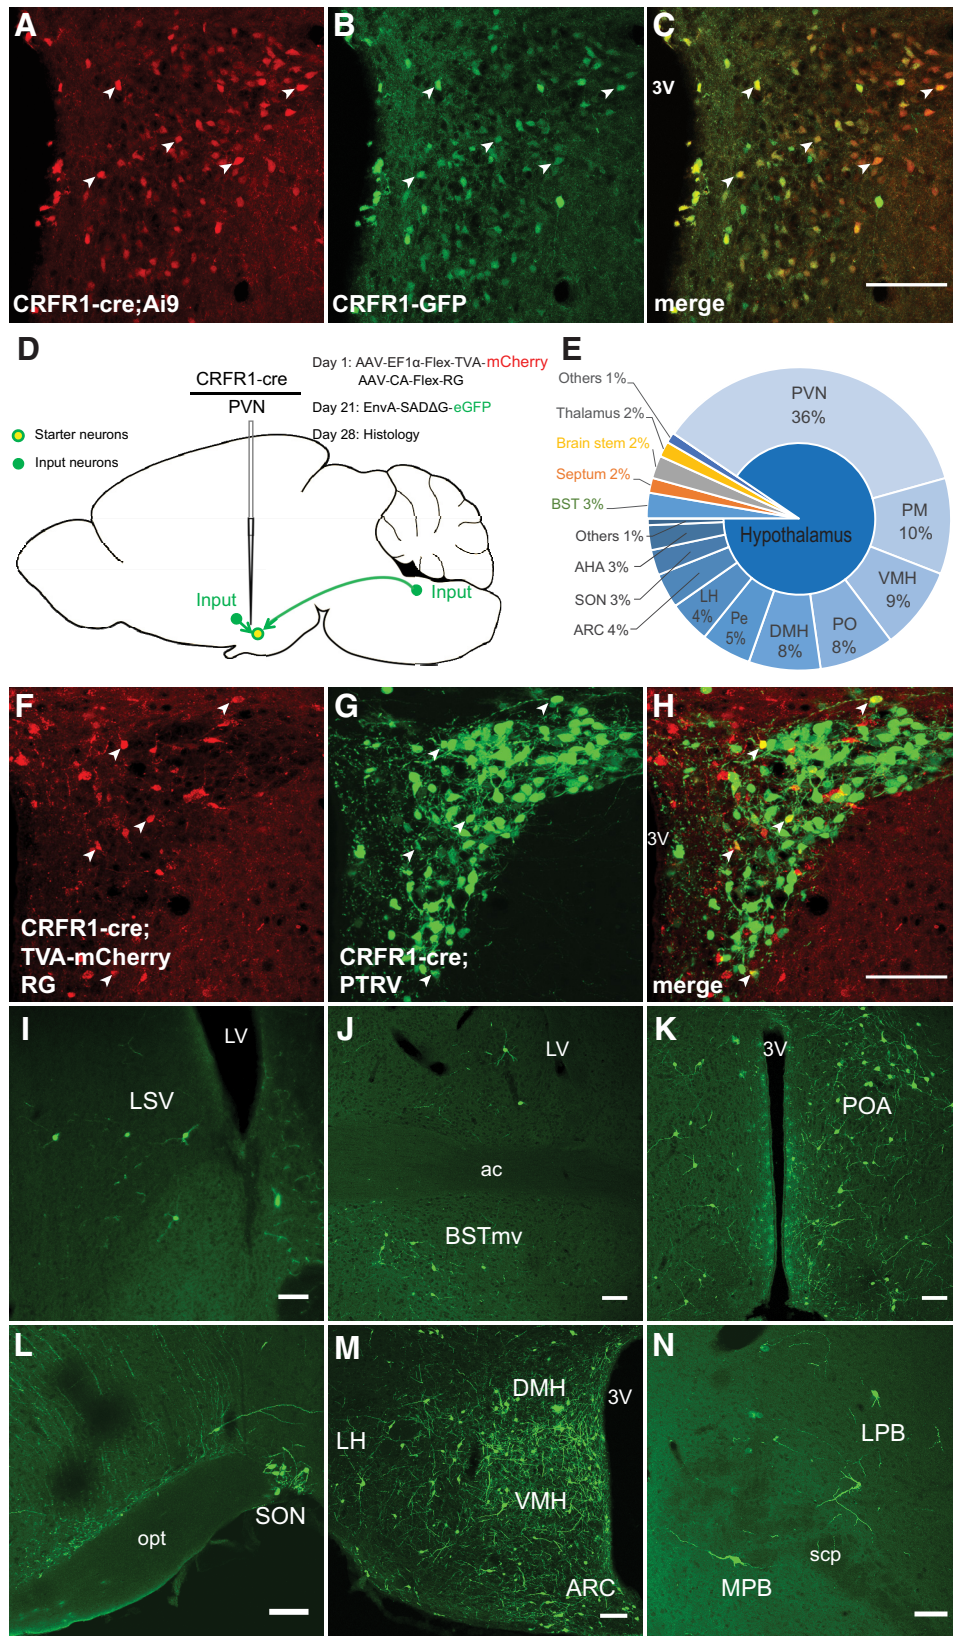 A
CRFR1-cre;Ai9
B
CRFR1-GFP
C
3V
merge
D
CRFR1-cre
PVN
Day 1: AAV-EF1α-Flex-TVA-mCherry
AAV-CA-Flex-RG
Day 21: EnvA-SADΔG-eGFP
Day 28: Histology
Starter neurons
Input neurons
Input
Input
E
Others 1%
Thalamus 2%
Brain stem 2%
Septum 2%
BST 3%
Others 1%
AHA 3%
SON 3%
ARC 4%
LH
4%
Pe
5%
DMH
8%
PO
8%
VMH
9%
PM
10%
PVN
36%
Hypothalamus
F
CRFR1-cre;
TVA-mCherry
RG
G
CRFR1-cre;
PTRV
H
3V
merge
I
LV
LSV
J
LV
ac
BSTmv
K
3V
POA
L
opt
SON
M
DMH
3V
LH
VMH
ARC
N
LPB
scp
MPB